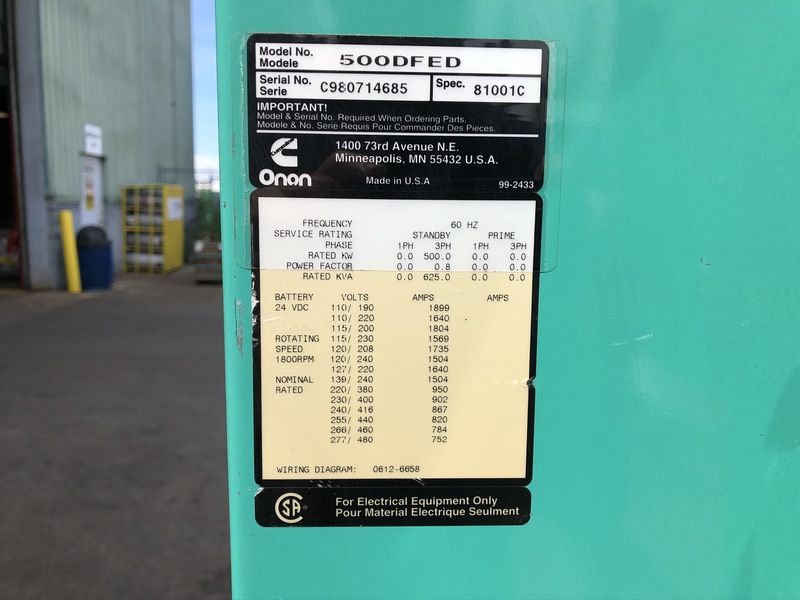 Model No. 500DFED
Modele
Serial No. C980714685 Spec. 81001C
Serie
IMPORTANT!
Model & Serial No. Required When Ordering Parts.
Modele & No. Serie Requis Pour Commander Des Pieces.
Cummins
Onan
1400 73rd Avenue N.E.
Minneapolis, MN 55432 U.S.A.
Made in U.S.A 99-2433
FREQUENCY 60 HZ
SERVICE RATING STANDBY PRIME
PHASE 1PH 3PH 1PH 3PH
RATED KW 0.0 500.0 0.0 0.0
POWER FACTOR 0.0 0.8 0.0 0.0
RATED KVA 0.0 625.0 0.0 0.0
BATTERY VOLTS AMPS AMPS
24 VDC 110/ 190 1899
110/ 220 1640
115/ 200 1804
ROTATING 115/ 230 1569
SPEED 120/ 208 1735
1800RPM 120/ 240 1504
127/ 220 1640
NOMINAL 139/ 240 1504
RATED 220/ 380 950
230/ 400 902
240/ 416 867
255/ 440 820
266/ 460 784
277/ 480 752
WIRING DIAGRAM: 0612-6658
CSA®
For Electrical Equipment Only
Pour Material Electrique Seulment